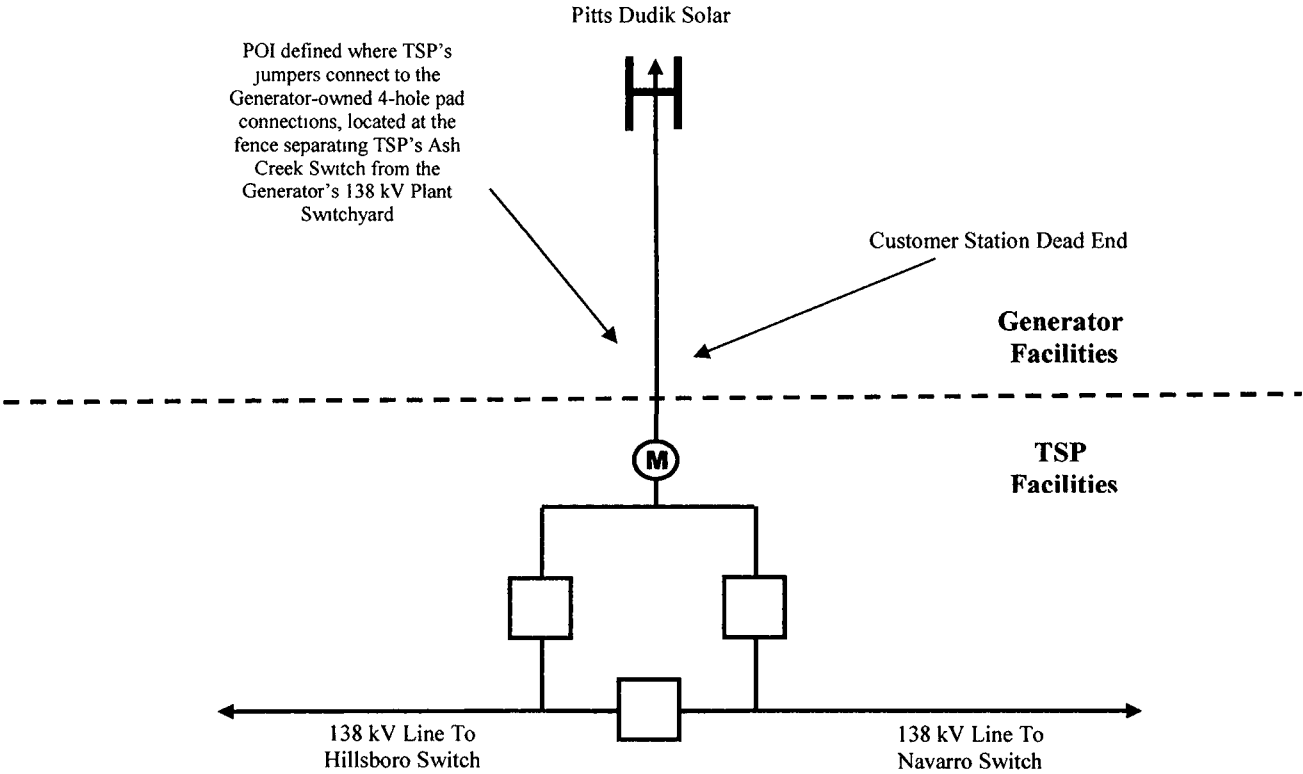 Pitts Dudik Solar
POI defined where TSP's
jumpers connect to the
Generator-owned 4-hole pad
connections, located at the
fence separating TSP's Ash
Creek Switch from the
Generator's 138 kV Plant
Switchyard
Customer Station Dead End
Generator
Facilities
TSP
Facilities
M
138 kV Line To
Hillsboro Switch
138 kV Line To
Navarro Switch